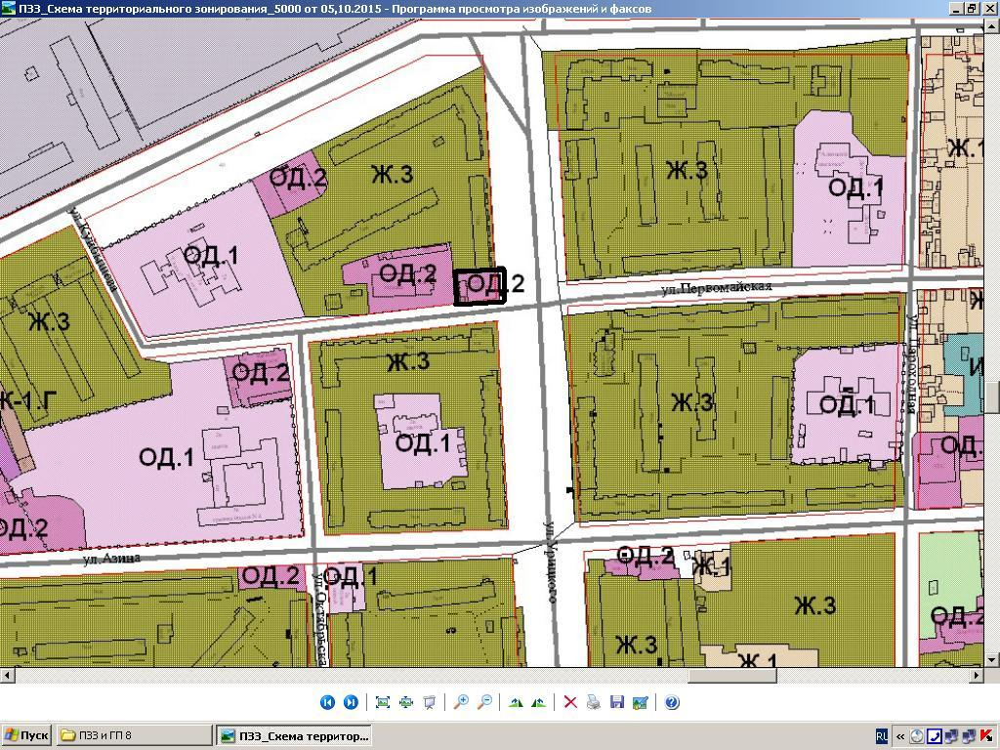 ПЗЗ_Схема территориального зонирования_5000 от 05,10.2015 - Программа просмотра изображений и факсов
Ж.3
ОД.2
Ж.3
Ж.1
ОД.1
ул.Куйбышева
ОД.1
ОД.2
ОД.2
ул.Первомайская
Ж.3
Ж.3
ОД.2
Ж.3
ОД.1
Ж-1.Г
ОД.1
ОД.1
ОД.
ОД.2
ул.Азина
ул.Урицкого
ОД.2
ОД.1
ул.Октябрьска
ОД.2
Ж.1
Ж.3
ОД.2
Ж.3
Ж.1
Пуск
ПЗЗ и ГП 8
ПЗЗ_Схема территор...
RU